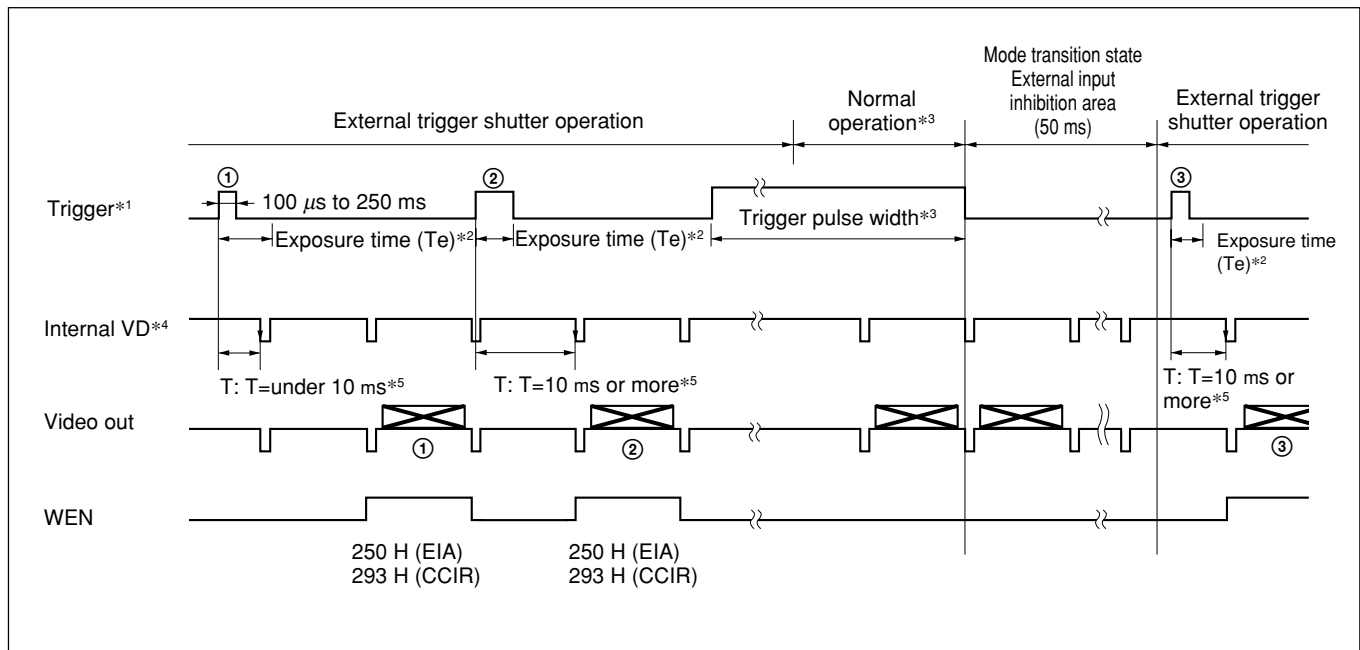 Mode transition state
External input
inhibition area
(50 ms)
Normal
operation*3
External trigger shutter operation
External trigger
shutter operation
① ② ③
Trigger*1
100 μs to 250 ms
Exposure time (Te)*2
Exposure time (Te)*2
Trigger pulse width*3
Exposure time
(Te)*2
Internal VD*4
T: T=under 10 ms*5
T: T=10 ms or more*5
T: T=10 ms or
more*5
Video out
① ② ③
WEN
250 H (EIA)
293 H (CCIR)
250 H (EIA)
293 H (CCIR)